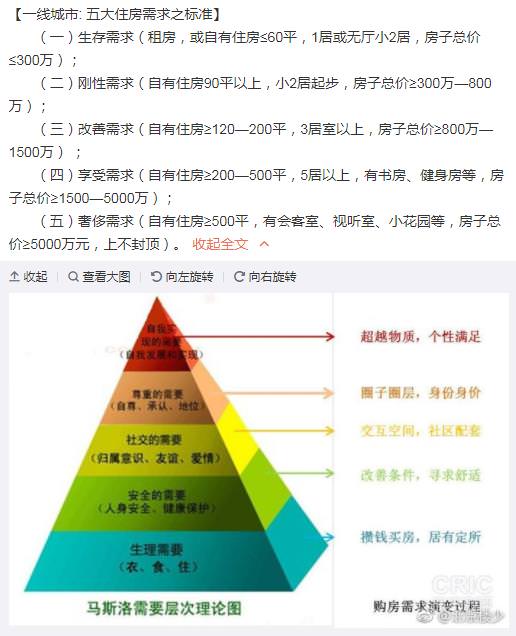 【一线城市: 五大住房需求之标准】
（一）生存需求（租房，或自有住房≤60平，1居或无厅小2居，房子总价
≤300万）；
（二）刚性需求（自有住房90平以上，小2居起步，房子总价≥300万—800
万）；
（三）改善需求（自有住房≥120—200平，3居室以上，房子总价≥800万—
1500万）；
（四）享受需求（自有住房≥200—500平，5居以上，有书房、健身房等，房
子总价≥1500—5000万）；
（五）奢侈需求（自有住房≥500平，有会客室、视听室、小花园等，房子总
价≥5000万元，上不封顶）。 收起全文
收起 查看大图 向左旋转 向右旋转
自我实
现的需要
（自我发展和实现）
超越物质，个性满足
尊重的需要
（自尊、承认、地位）
圈子圈层，身份身价
社交的需要
（归属意识、友谊、爱情）
交互空间，社区配套
安全的需要
（人身安全、健康保护）
改善条件，寻求舒适
生理需要
（衣、食、住）
攒钱买房，居有定所
马斯洛需要层次理论图
购房需求演变过程
CRIC